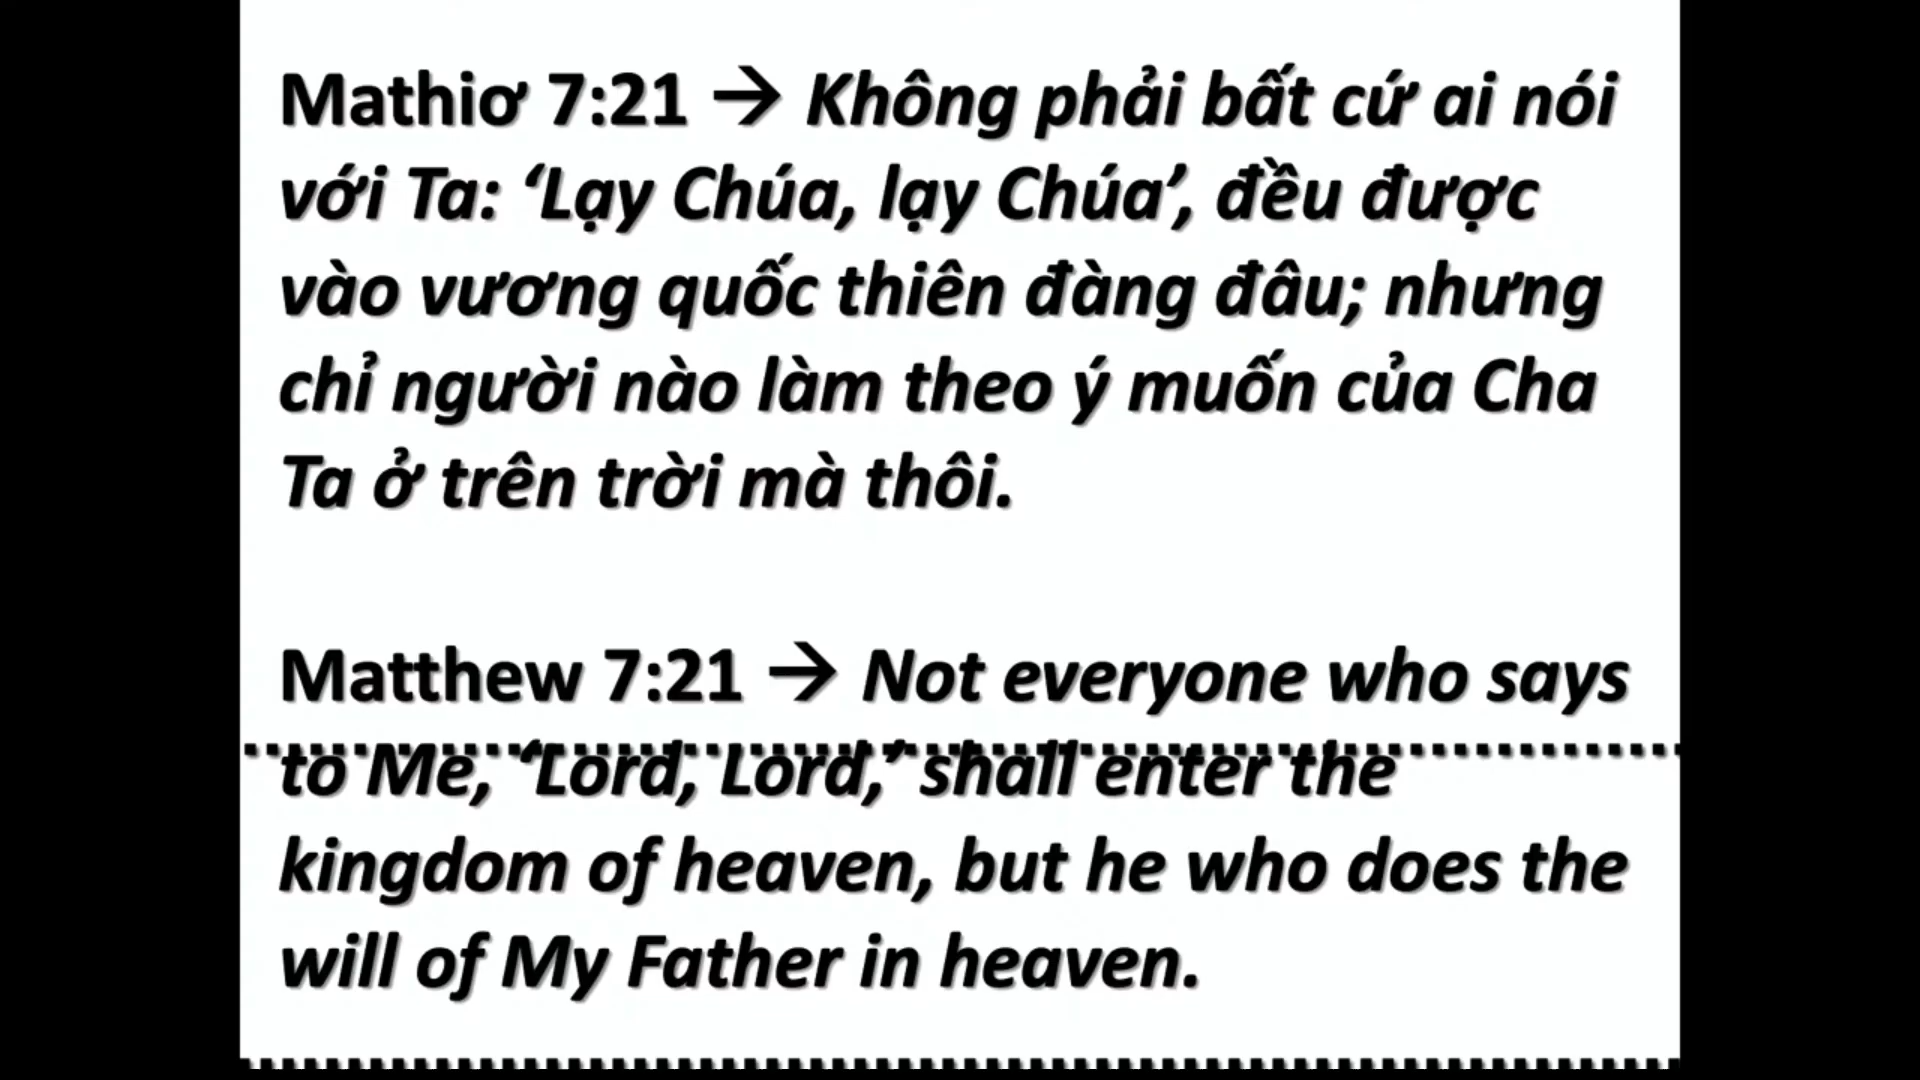 Mathiơ 7:21 → Không phải bất cứ ai nói
với Ta: ‘Lạy Chúa, lạy Chúa’, đều được
vào vương quốc thiên đàng đâu; nhưng
chỉ người nào làm theo ý muốn của Cha
Ta ở trên trời mà thôi.
Matthew 7:21 → Not everyone who says
to Me, ‘Lord, Lord,’ shall enter the
kingdom of heaven, but he who does the
will of My Father in heaven.